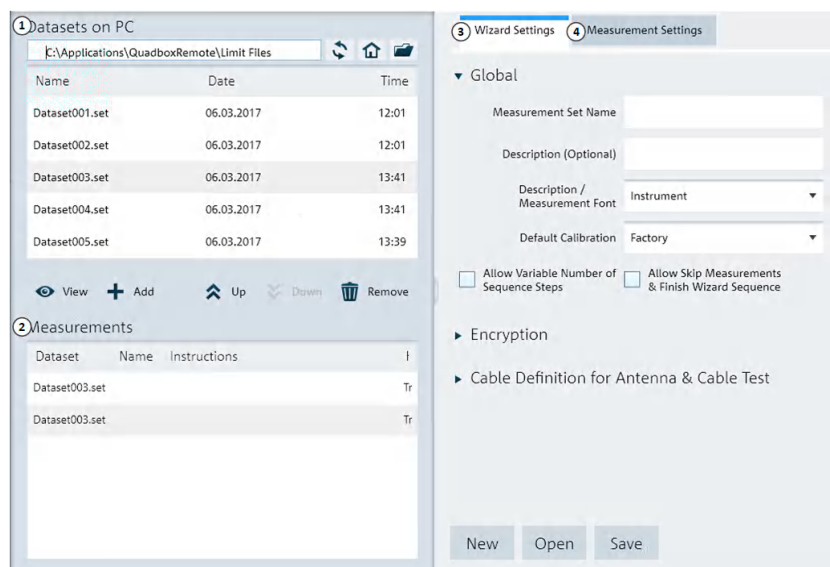 1 Datasets on PC
C:\Applications\QuadboxRemote\Limit Files
Name Date Time
Dataset001.set 06.03.2017 12:01
Dataset002.set 06.03.2017 12:01
Dataset003.set 06.03.2017 13:41
Dataset004.set 06.03.2017 13:41
Dataset005.set 06.03.2017 13:39
View Add Up Down Remove
2 Measurements
Dataset Name Instructions
Dataset003.set Tr
Dataset003.set Tr
3 Wizard Settings 4 Measurement Settings
Global
Measurement Set Name
Description (Optional)
Description /
Measurement Font Instrument
Default Calibration Factory
Allow Variable Number of
Sequence Steps
Allow Skip Measurements
& Finish Wizard Sequence
Encryption
Cable Definition for Antenna & Cable Test
New Open Save